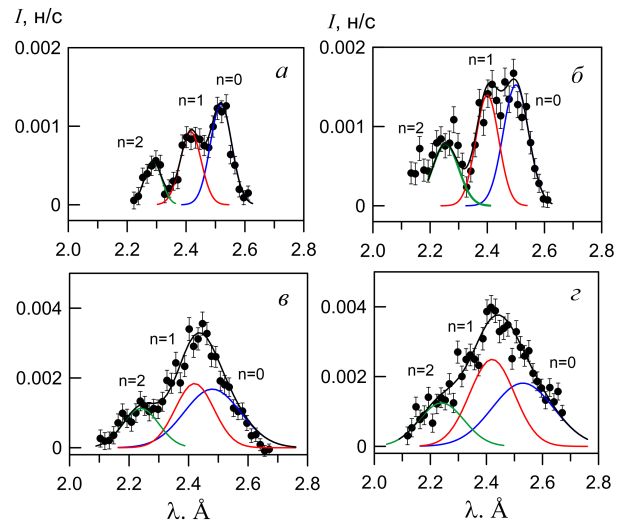 I, н/с I, н/с
0.002 0.002
а n=0 n=1 б
n=1
0.001 n=2 0.001 n=2 n=0
0 0
2.0 2.2 2.4 2.6 2.8 2.0 2.2 2.4 2.6 2.8
в г
0.004 0.004
n=1 n=1
n=2 n=0 n=2 n=0
0.002 0.002
0 0
2.0 2.2 2.4 2.6 2.8 2.0 2.2 2.4 2.6 2.8
λ. Å λ. Å